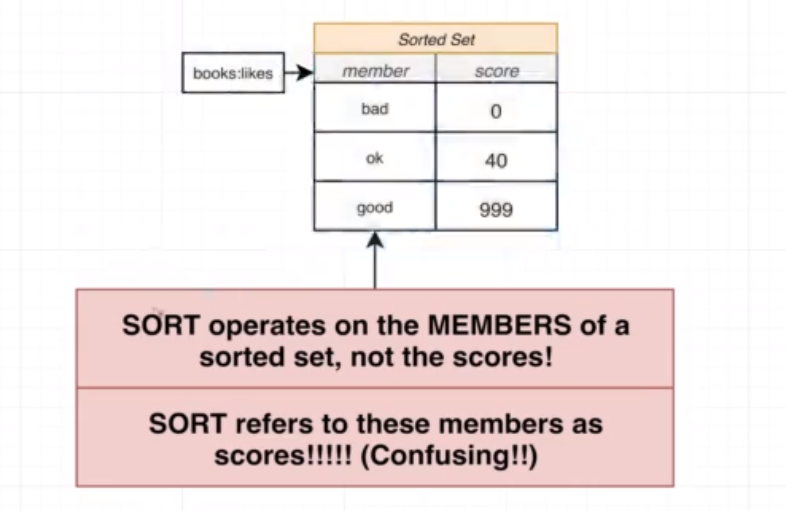 Sorted Set
books:likes
member score
bad 0
ok 40
good 999
SORT operates on the MEMBERS of a
sorted set, not the scores!
SORT refers to these members as
scores!!!!! (Confusing!!)